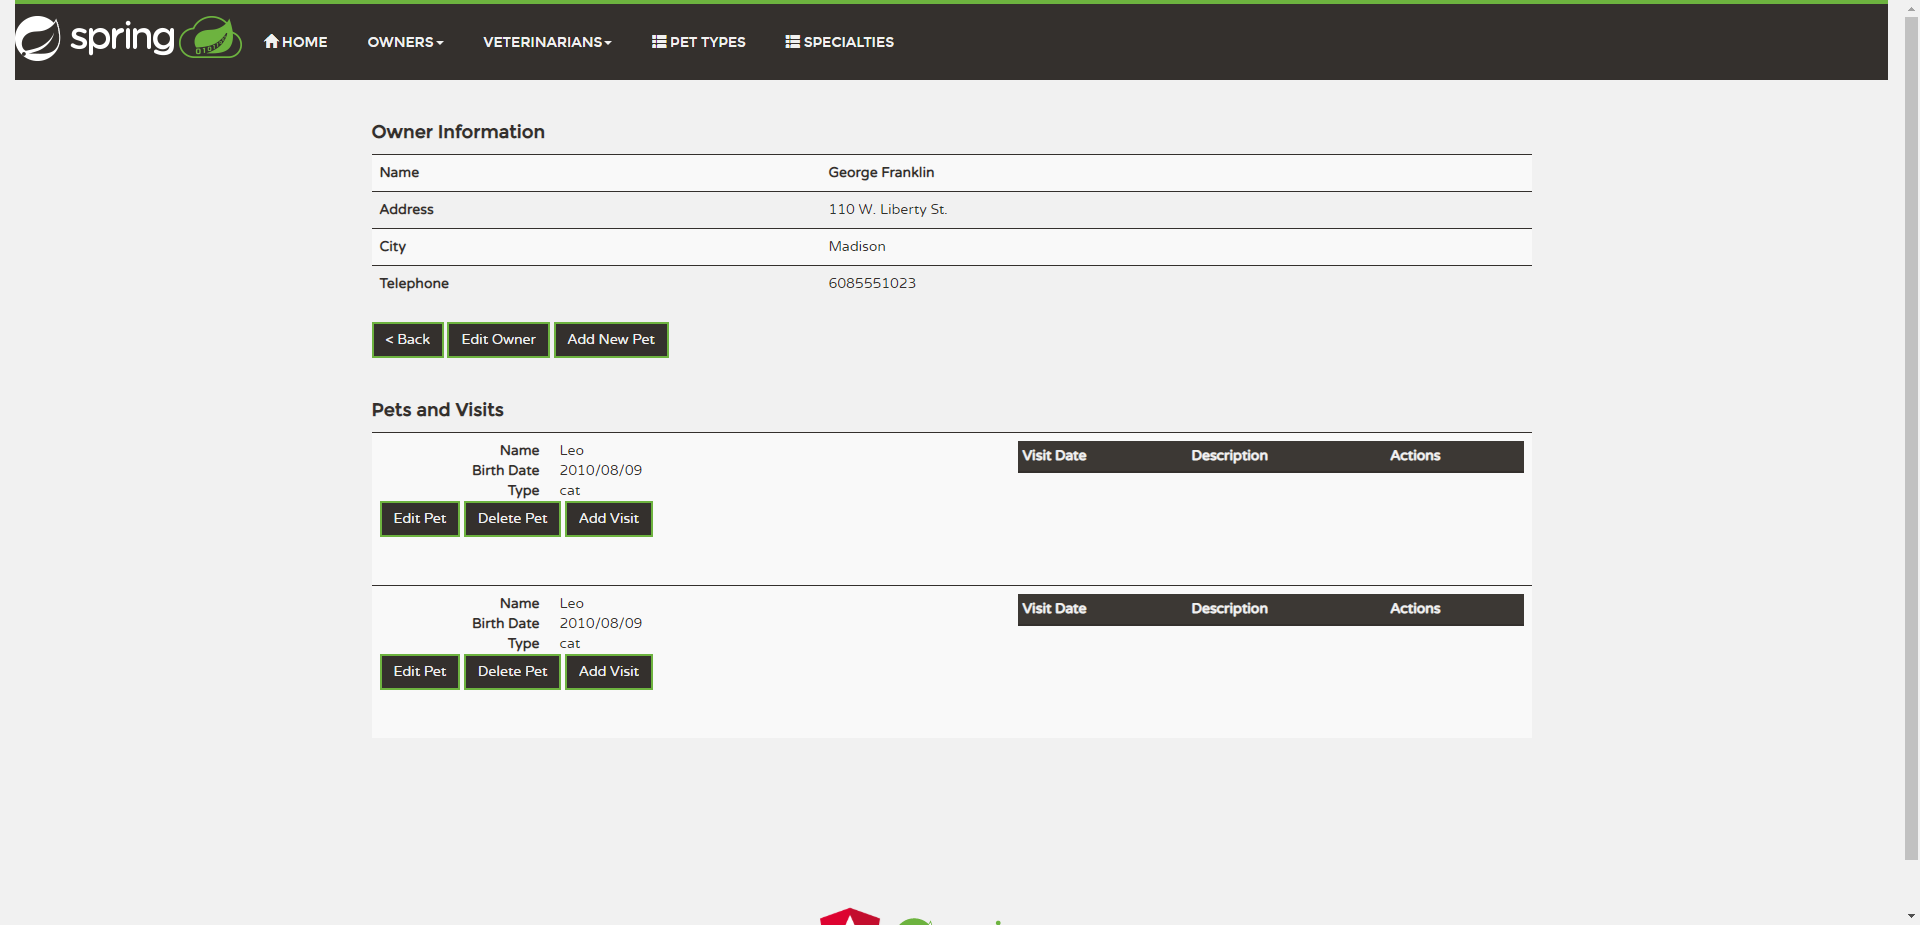 spring HOME OWNERS VETERINARIANS PET TYPES SPECIALTIES
Owner Information
Name George Franklin
Address 110 W. Liberty St.
City Madison
Telephone 6085551023
< Back Edit Owner Add New Pet
Pets and Visits
Name Leo
Birth Date 2010/08/09
Type cat
Edit Pet Delete Pet Add Visit
Visit Date Description Actions
Name Leo
Birth Date 2010/08/09
Type cat
Edit Pet Delete Pet Add Visit
Visit Date Description Actions